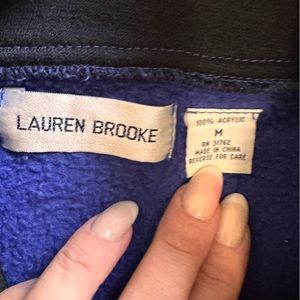 LAUREN BROOKE
100% ACRYLIC
M
RN 31762
MADE IN CHINA
REVERSE FOR CARE